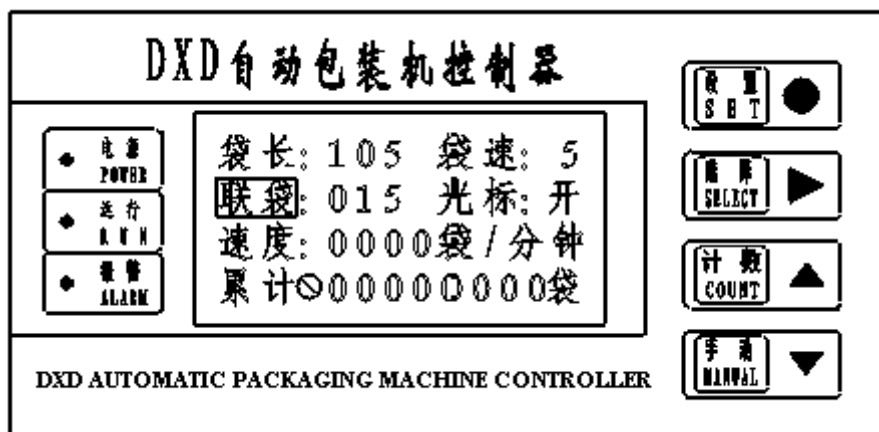 DXD自动包装机控制器
电源
POWER
运行
RUN
报警
ALARM
袋长: 105 袋速: 5
联袋: 015 光标: 开
速度: 0000袋/分钟
累计⃠00000000袋
设置
SET
选择
SELECT
计数
COUNT
手动
MANUAL
DXD AUTOMATIC PACKAGING MACHINE CONTROLLER